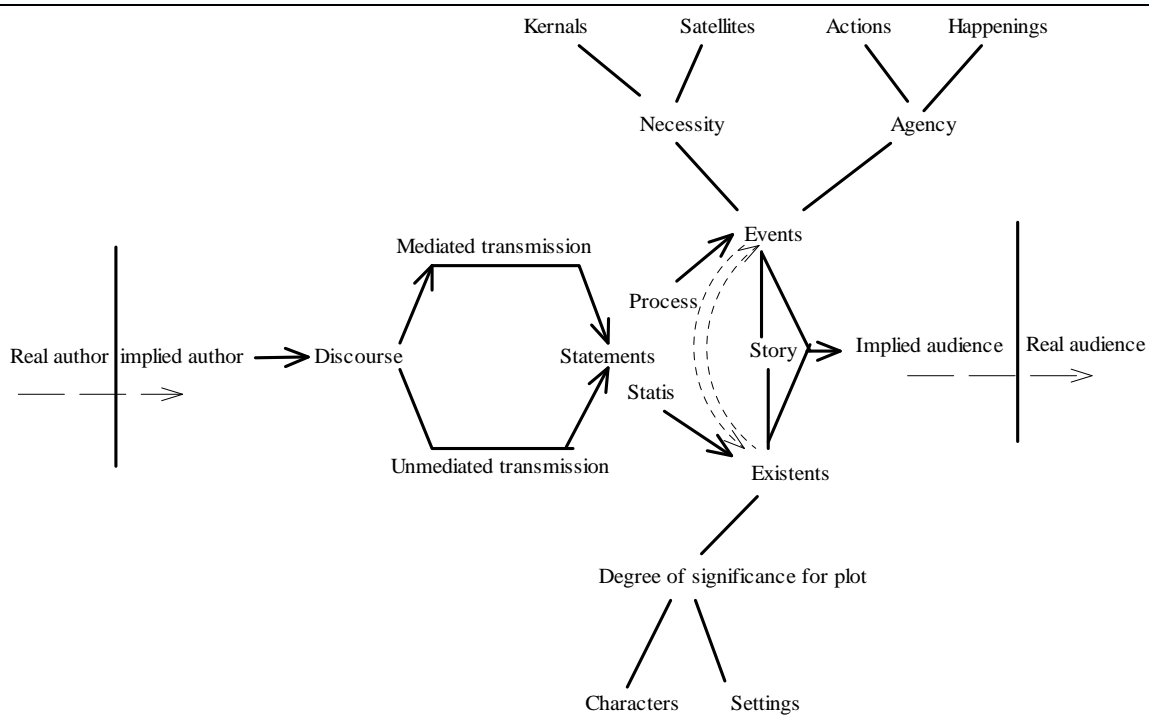 Kernals
Satellites
Actions
Happenings
Necessity
Agency
Events
Mediated transmission
Process
Real author
implied author
Discourse
Statements
Story
Implied audience
Real audience
Statis
Unmediated transmission
Existents
Degree of significance for plot
Characters
Settings